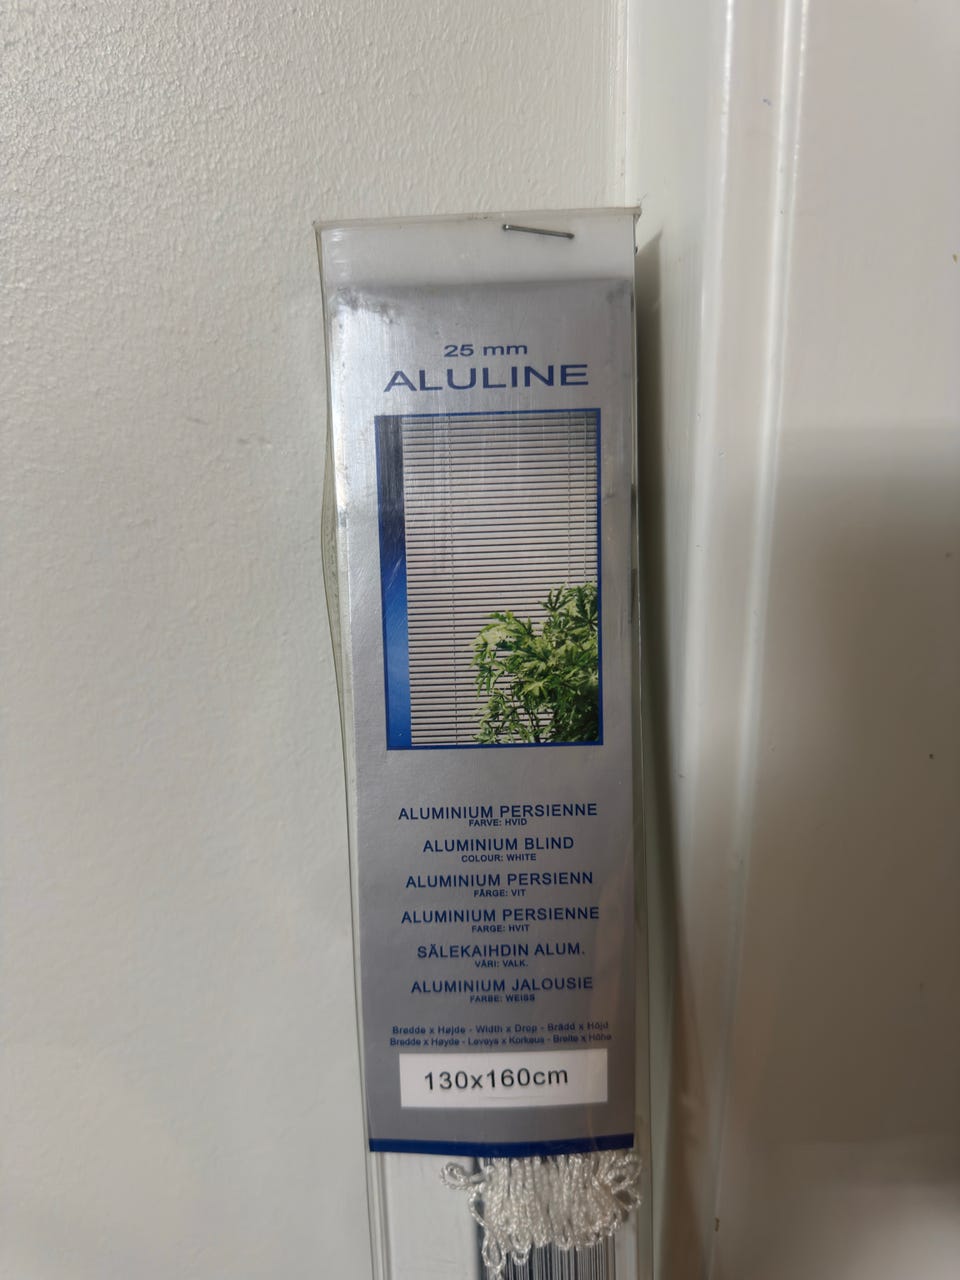 25 mm
ALULINE
ALUMINIUM PERSIENNE
FARVE: HVID
ALUMINIUM BLIND
COLOUR: WHITE
ALUMINIUM PERSIENN
FÄRGE: VIT
ALUMINIUM PERSIENNE
FARGE: HVIT
SÄLEKAIHDIN ALUM.
VÄRI: VALK.
ALUMINIUM JALOUSIE
FARBE: WEISS
Bredde x Højde - Width x Drop - Brädd x Höjd
Bredde x Høyde - Leveys x Korkeus - Breite x Höhe
130x160cm